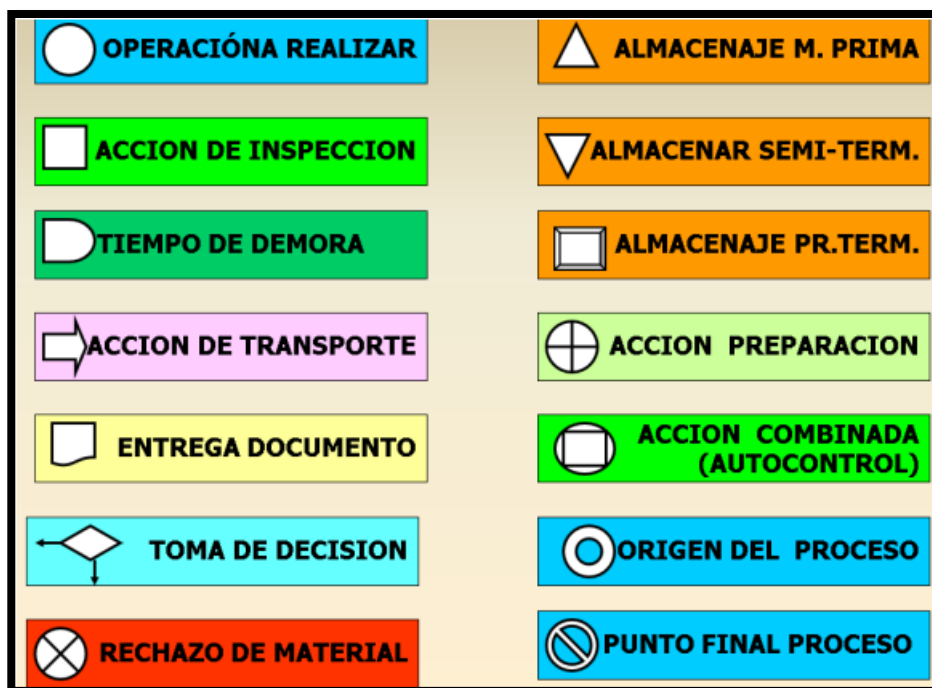 OPERACIÓNA REALIZAR
ACCION DE INSPECCION
TIEMPO DE DEMORA
ACCION DE TRANSPORTE
ENTREGA DOCUMENTO
TOMA DE DECISION
RECHAZO DE MATERIAL
ALMACENAJE M. PRIMA
ALMACENAR SEMI-TERM.
ALMACENAJE PR.TERM.
ACCION PREPARACION
ACCION COMBINADA
(AUTOCONTROL)
ORIGEN DEL PROCESO
PUNTO FINAL PROCESO